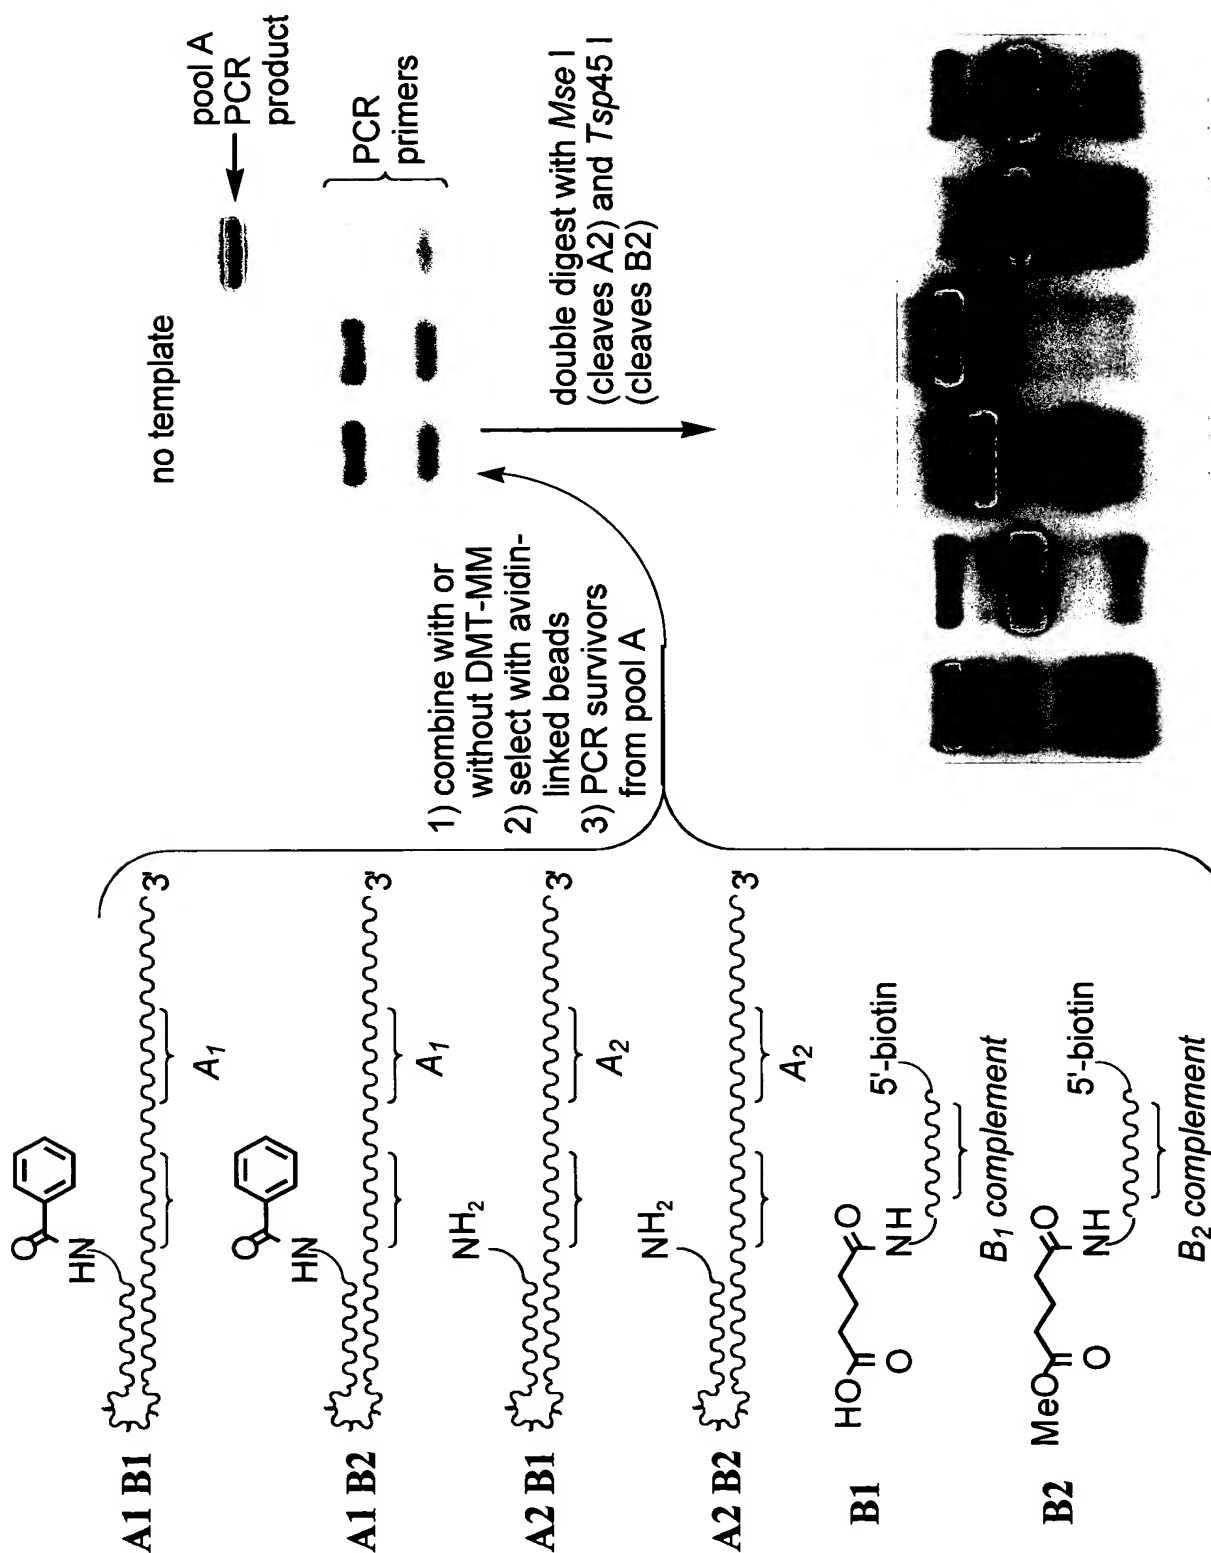 A1 B1
HN
O
A1
3'
A1 B2
HN
O
A1
3'
A2 B1
NH2
A2
3'
A2 B2
NH2
A2
3'
B1
HO
O
O
NH
5'-biotin
B1 complement
B2
MeO
O
O
NH
5'-biotin
B2 complement
1) combine with or
without DMT-MM
2) select with avidin-
linked beads
3) PCR survivors
from pool A
no template
pool A
PCR
product
PCR
primers
double digest with Mse I
(cleaves A2) and Tsp45 I
(cleaves B2)